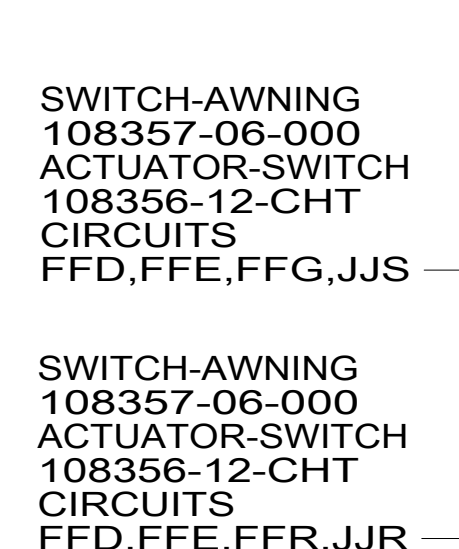 SWITCH-AWNING
108357-06-000
ACTUATOR-SWITCH
108356-12-CHT
CIRCUITS
FFD,FFE,FFG,JJS
SWITCH-AWNING
108357-06-000
ACTUATOR-SWITCH
108356-12-CHT
CIRCUITS
FFD,FFE,FFR,JJR